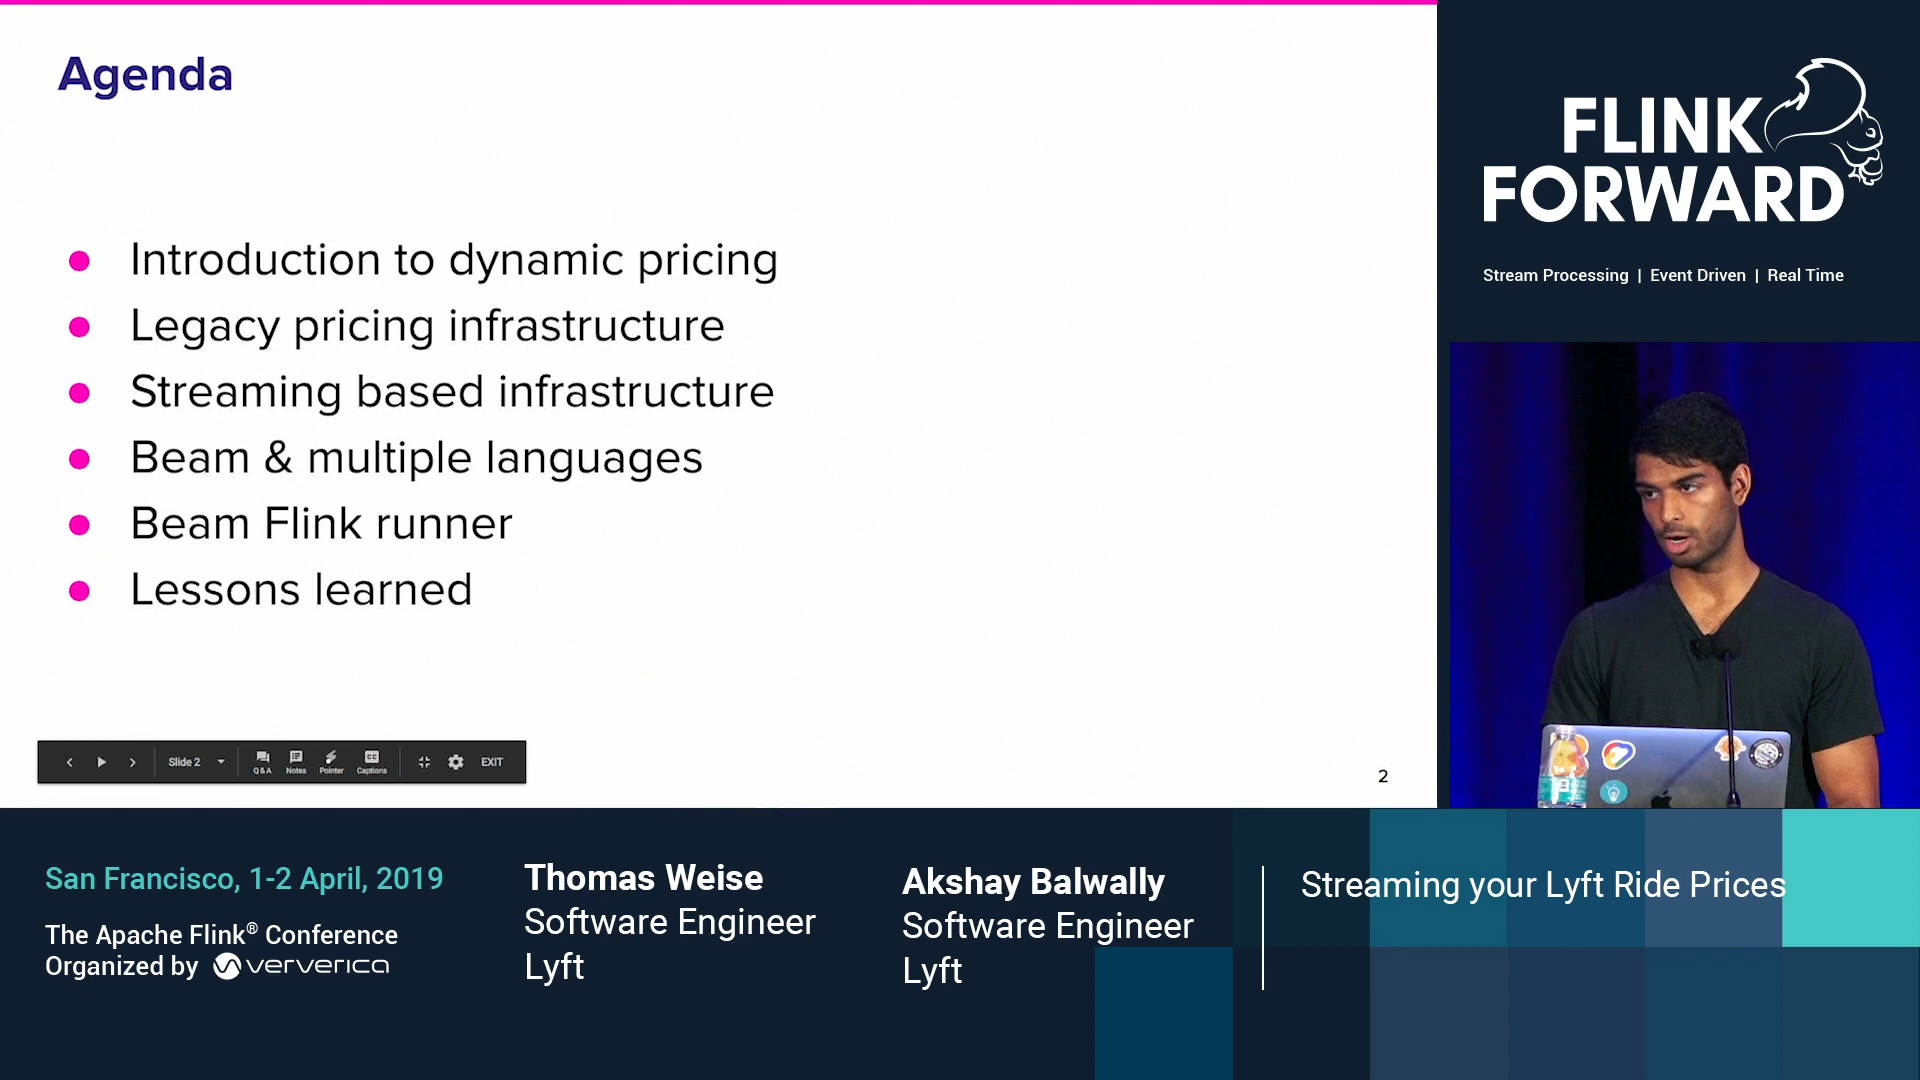 Agenda
Introduction to dynamic pricing
Legacy pricing infrastructure
Streaming based infrastructure
Beam & multiple languages
Beam Flink runner
Lessons learned
Slide 2
Q&A
Notes
Pointer
Captions
EXIT
2
FLINK
FORWARD
Stream Processing | Event Driven | Real Time
San Francisco, 1-2 April, 2019
The Apache Flink® Conference
Organized by ververica
Thomas Weise
Software Engineer
Lyft
Akshay Balwally
Software Engineer
Lyft
Streaming your Lyft Ride Prices